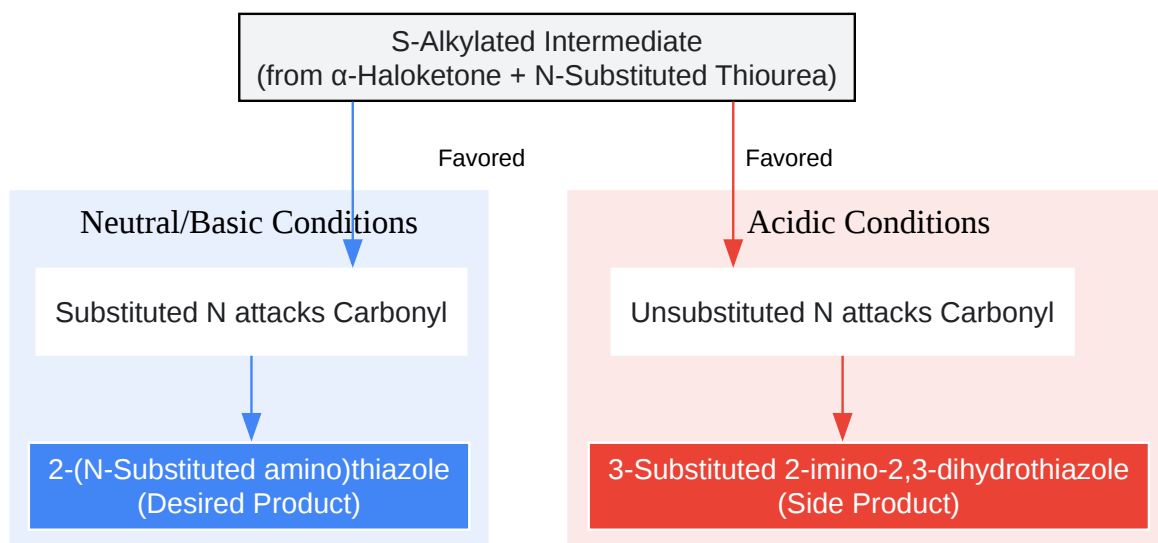 S-Alkylated Intermediate
(from α-Haloketone + N-Substituted Thiourea)
Favored
Favored
Neutral/Basic Conditions
Acidic Conditions
Substituted N attacks Carbonyl
Unsubstituted N attacks Carbonyl
2-(N-Substituted amino)thiazole
(Desired Product)
3-Substituted 2-imino-2,3-dihydrothiazole
(Side Product)